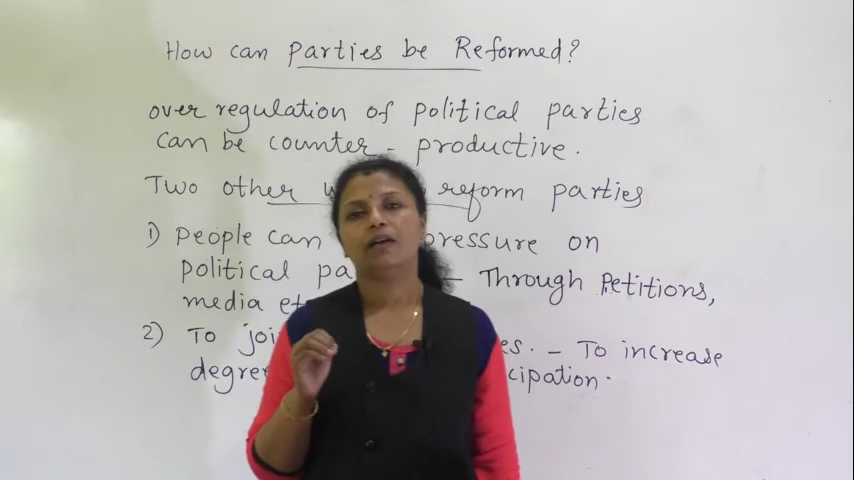 How can Parties be Reformed?
over regulation of political parties
can be counter - productive.
Two other reform parties
1) People can pressure on
political pa — Through Petitions,
media et
2) To joi es. - To increase
degree cipation.